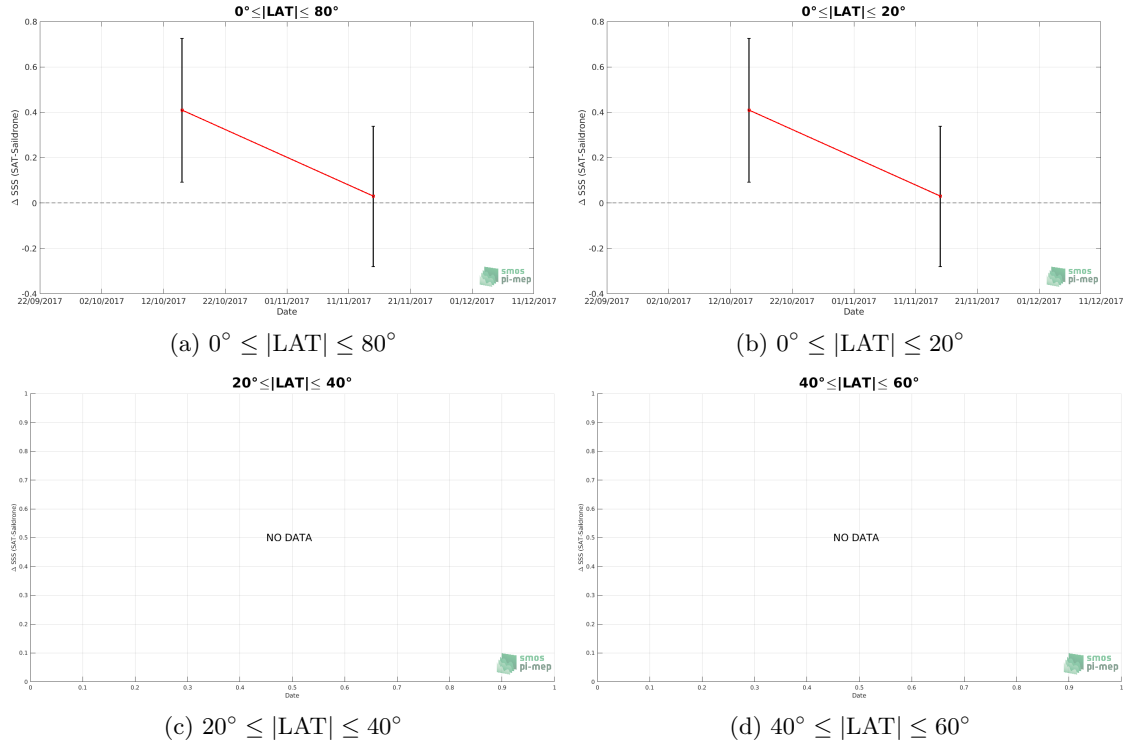 0°≤|LAT|≤ 80°
0.8
0.6
0.4
0.2
0
-0.2
-0.4
Δ SSS (SAT-Saildrone)
22/09/2017 02/10/2017 12/10/2017 22/10/2017 01/11/2017 11/11/2017 21/11/2017 01/12/2017 11/12/2017
Date
smos
pi-mep
(a) 0° ≤ |LAT| ≤ 80°
0°≤|LAT|≤ 20°
0.8
0.6
0.4
0.2
0
-0.2
-0.4
Δ SSS (SAT-Saildrone)
22/09/2017 02/10/2017 12/10/2017 22/10/2017 01/11/2017 11/11/2017 21/11/2017 01/12/2017 11/12/2017
Date
smos
pi-mep
(b) 0° ≤ |LAT| ≤ 20°
20°≤|LAT|≤ 40°
1
0.9
0.8
0.7
0.6
0.5
0.4
0.3
0.2
0.1
0
Δ SSS (SAT-Saildrone)
NO DATA
0 0.1 0.2 0.3 0.4 0.5 0.6 0.7 0.8 0.9 1
Date
smos
pi-mep
(c) 20° ≤ |LAT| ≤ 40°
40°≤|LAT|≤ 60°
1
0.9
0.8
0.7
0.6
0.5
0.4
0.3
0.2
0.1
0
Δ SSS (SAT-Saildrone)
NO DATA
0 0.1 0.2 0.3 0.4 0.5 0.6 0.7 0.8 0.9 1
Date
smos
pi-mep
(d) 40° ≤ |LAT| ≤ 60°